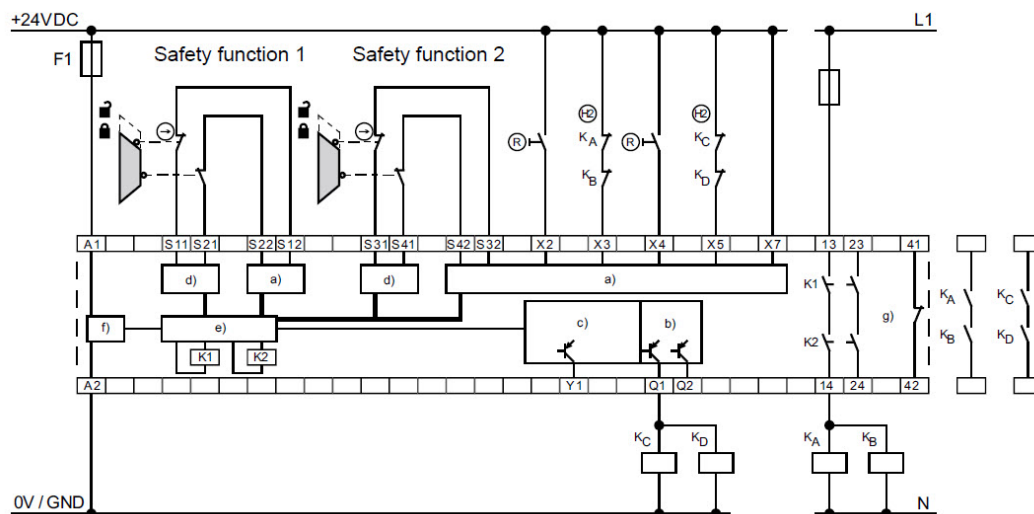 +24VDC L1
F1 Safety function 1 Safety function 2
H2 H2
R KA R KC
KB KD
A1 S11 S21 S22 S12 S31 S41 S42 S32 X2 X3 X4 X5 X7 13 23 41
d) a) d) a) K1
g) KA KC
f) e) c) b)
K1 K2 K2 KB KD
A2 Y1 Q1 Q2 14 24 42
KC KD KA KB
0V / GND N